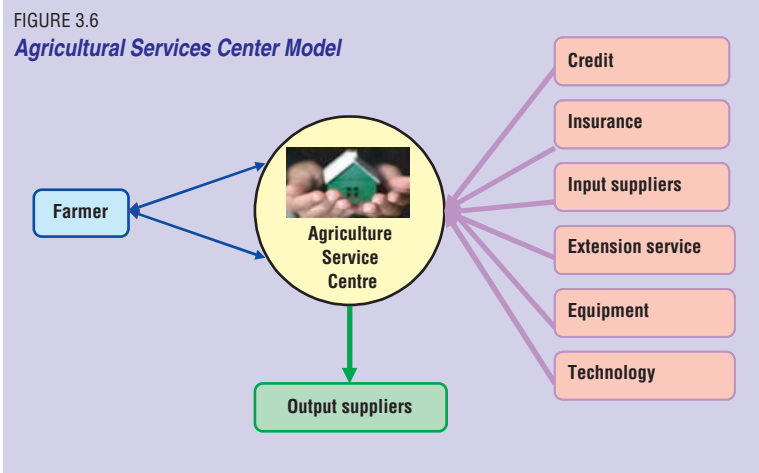 FIGURE 3.6
Agricultural Services Center Model
Farmer
Agriculture
Service
Centre
Output suppliers
Credit
Insurance
Input suppliers
Extension service
Equipment
Technology